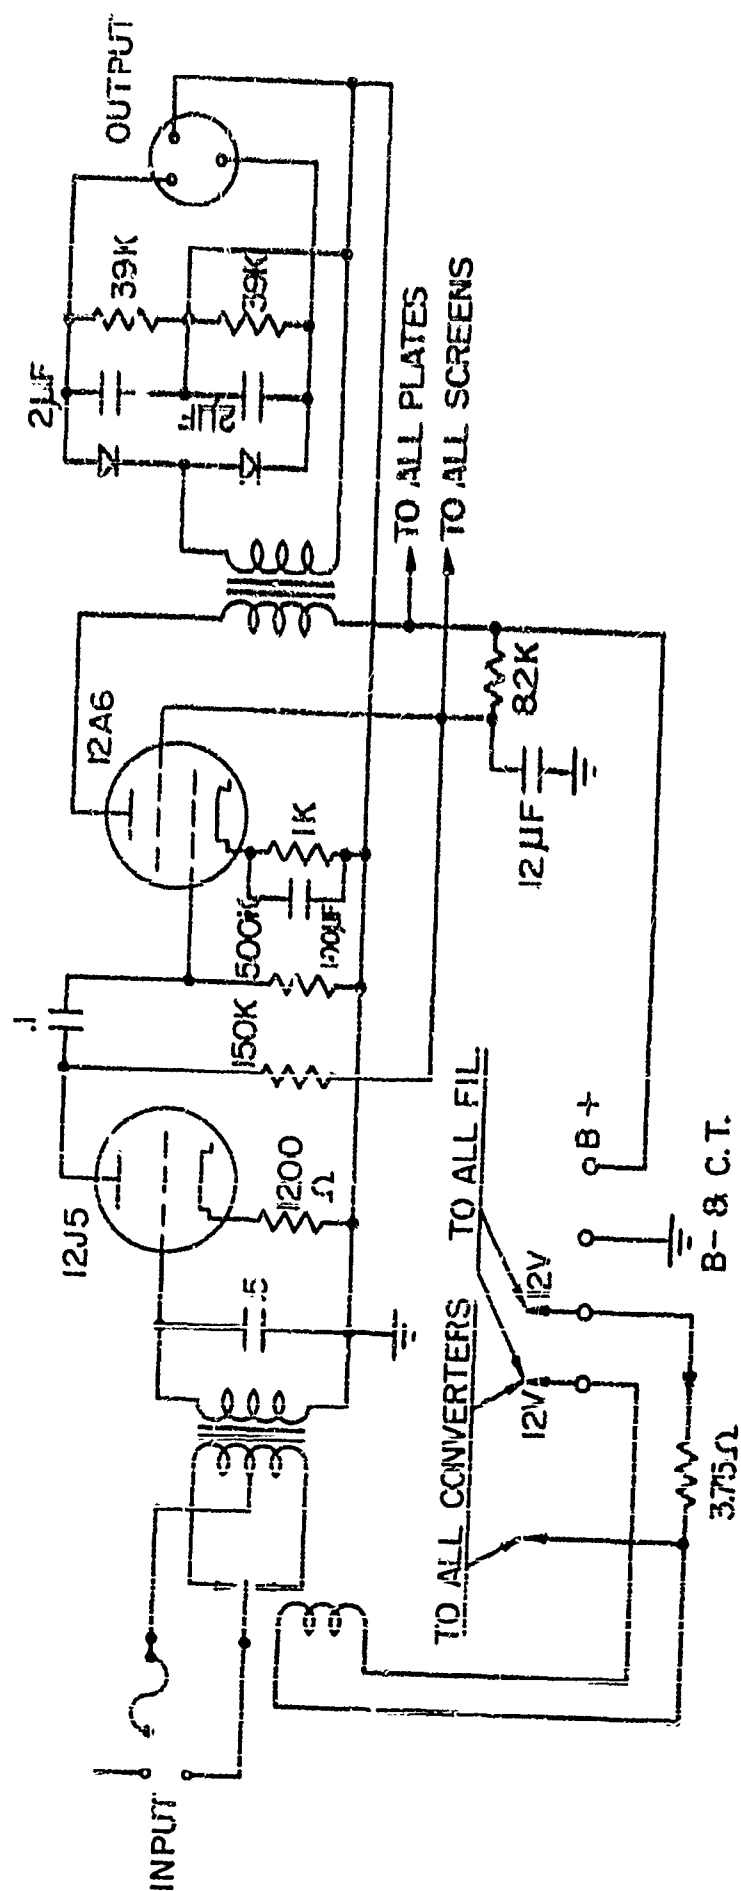 INPUT
12J5
.5
1200
Ω
.1
150K
500K
100µF
1K
12A6
2µF
2µF
39K
39K
OUTPUT
TO ALL PLATES
TO ALL SCREENS
82K
12µF
TO ALL CONVERTERS
TO ALL FIL
12V
12V
B+
B- & C.T.
3.75Ω